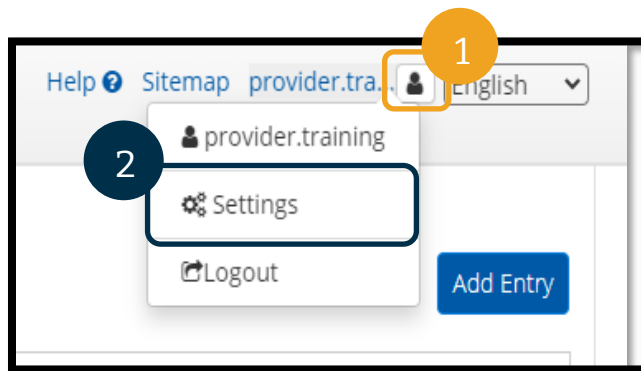 1
Help Sitemap provider.tra... English
provider.training
2
Settings
Logout
Add Entry